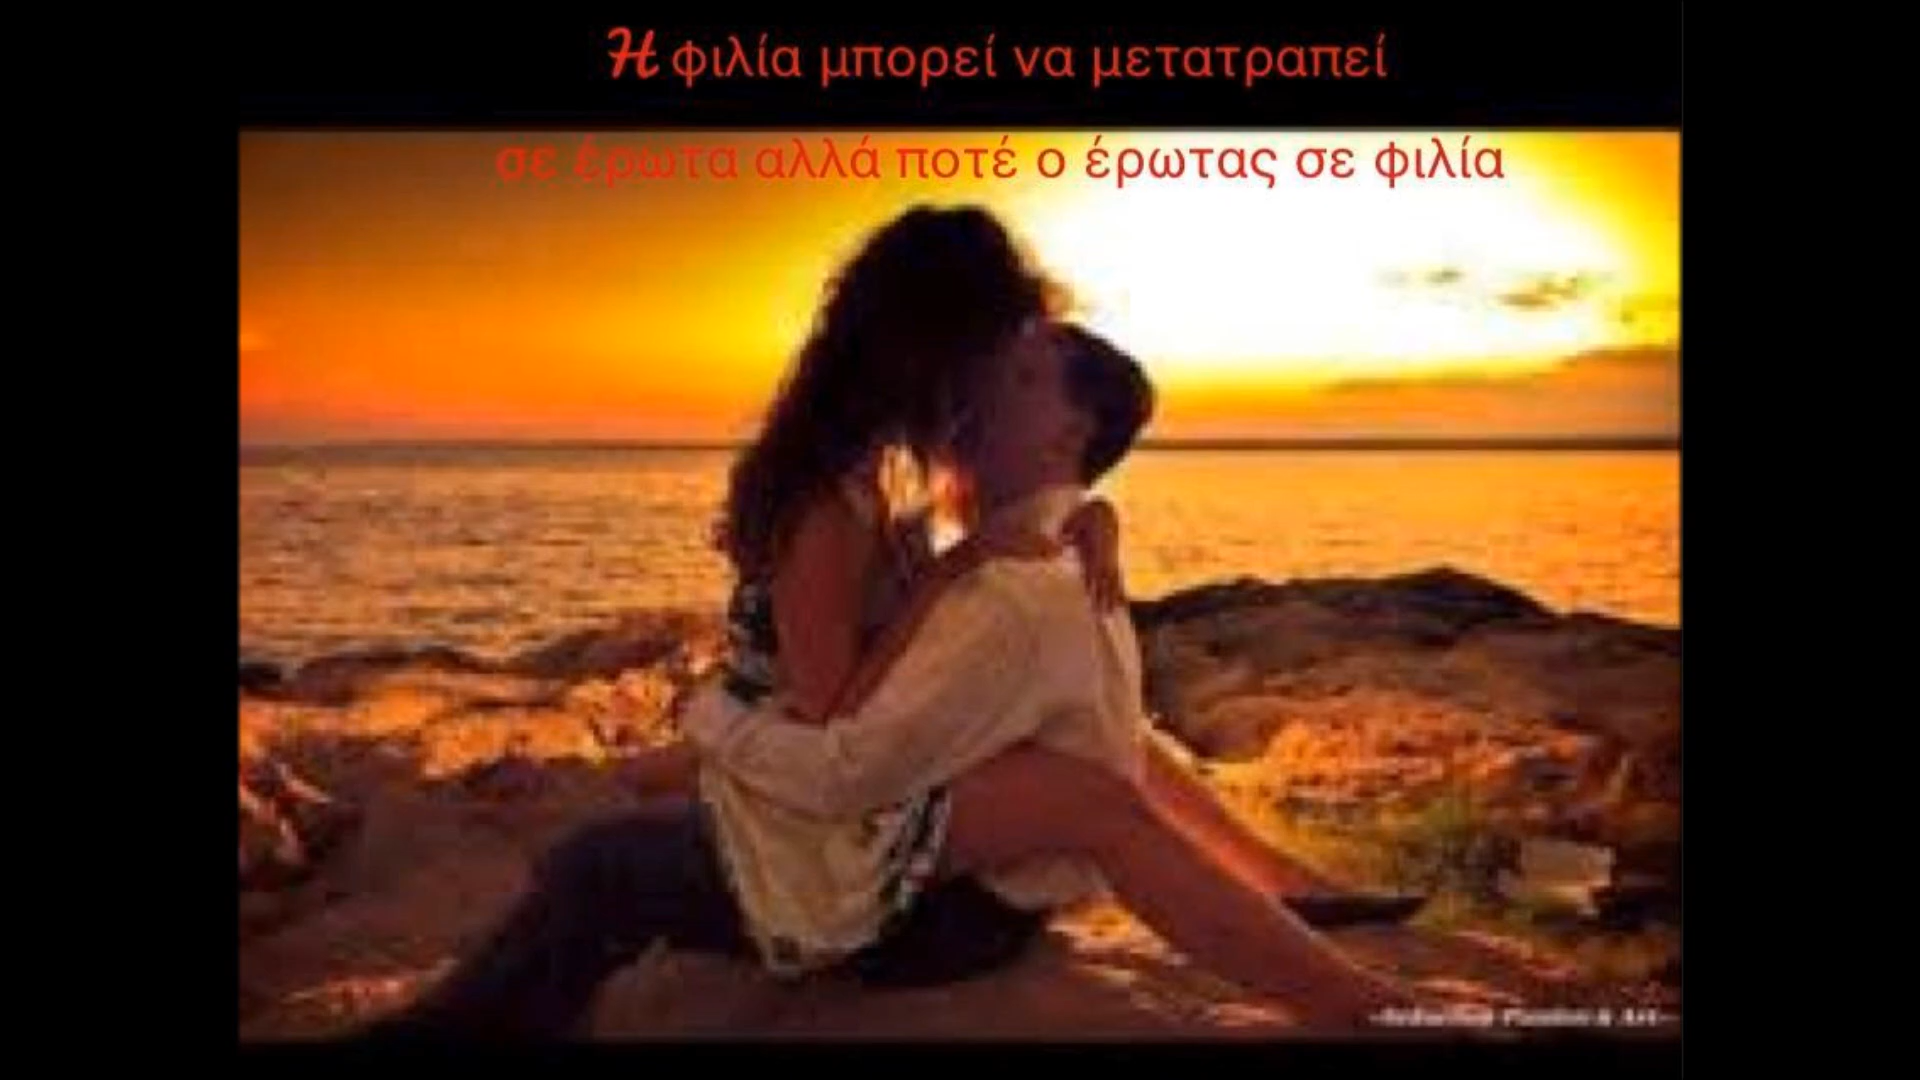 Η φιλία μπορεί να μετατραπεί
σε έρωτα αλλά ποτέ ο έρωτας σε φιλία